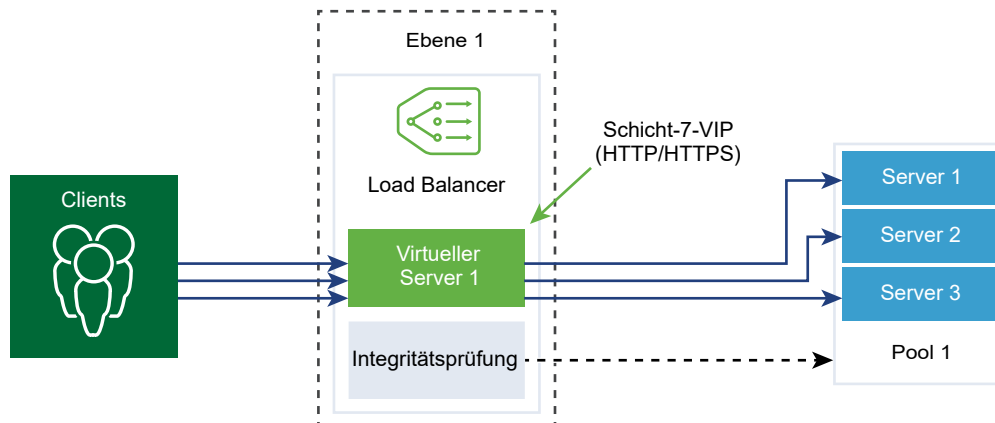 Ebene 1
Load Balancer
Schicht-7-VIP
(HTTP/HTTPS)
Clients
Virtueller
Server 1
Integritätsprüfung
Server 1
Server 2
Server 3
Pool 1